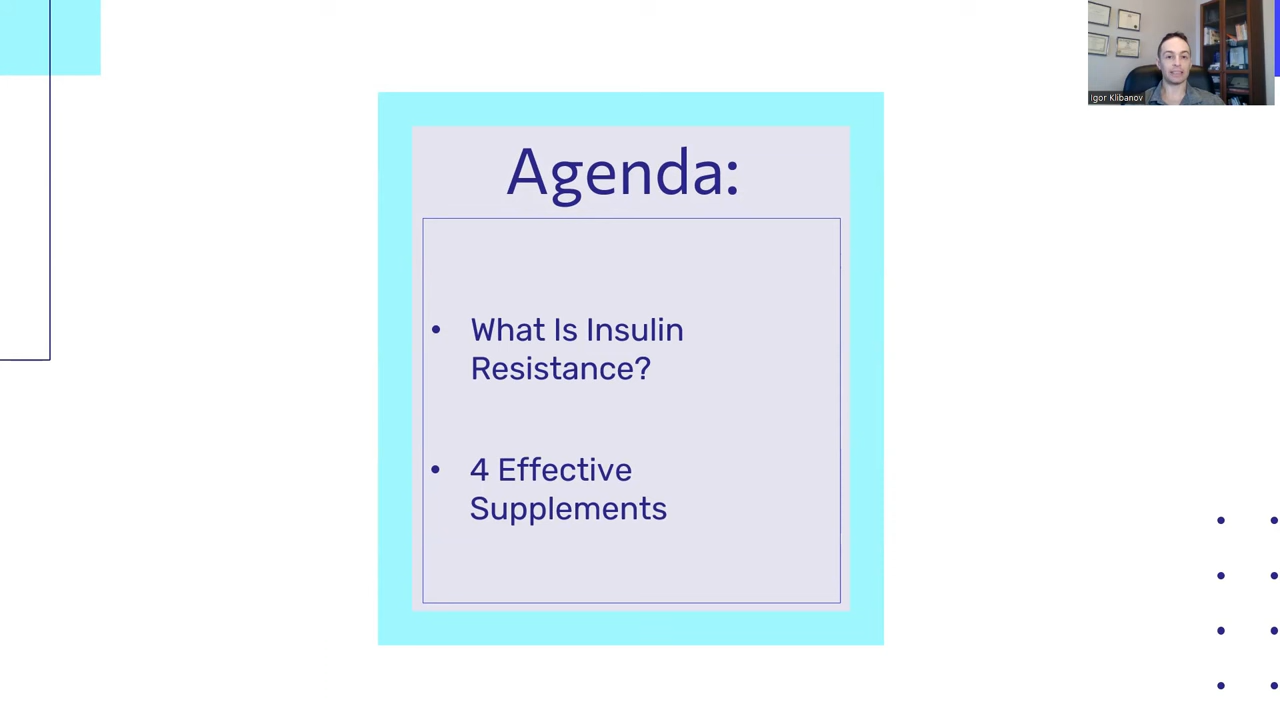 Igor Klibanov
Agenda:
• What Is Insulin
Resistance?
• 4 Effective
Supplements